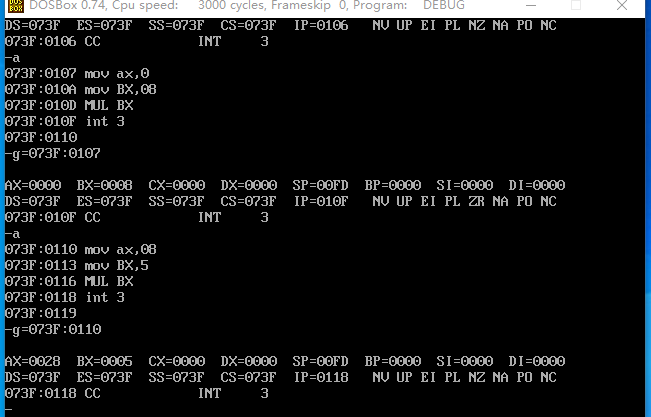 DOS
BOX
DOSBox 0.74, Cpu speed: 3000 cycles, Frameskip 0, Program: DEBUG
DS=073F ES=073F SS=073F CS=073F IP=0106 NV UP EI PL NZ NA PO NC
073F:0106 CC INT 3
-a
073F:0107 mov ax,0
073F:010A mov BX,08
073F:010D MUL BX
073F:010F int 3
073F:0110
-g=073F:0107
AX=0000 BX=0008 CX=0000 DX=0000 SP=00FD BP=0000 SI=0000 DI=0000
DS=073F ES=073F SS=073F CS=073F IP=010F NV UP EI PL ZR NA PO NC
073F:010F CC INT 3
-a
073F:0110 mov ax,08
073F:0113 mov BX,5
073F:0116 MUL BX
073F:0118 int 3
073F:0119
-g=073F:0110
AX=0028 BX=0005 CX=0000 DX=0000 SP=00FD BP=0000 SI=0000 DI=0000
DS=073F ES=073F SS=073F CS=073F IP=0118 NV UP EI PL NZ NA PO NC
073F:0118 CC INT 3
-